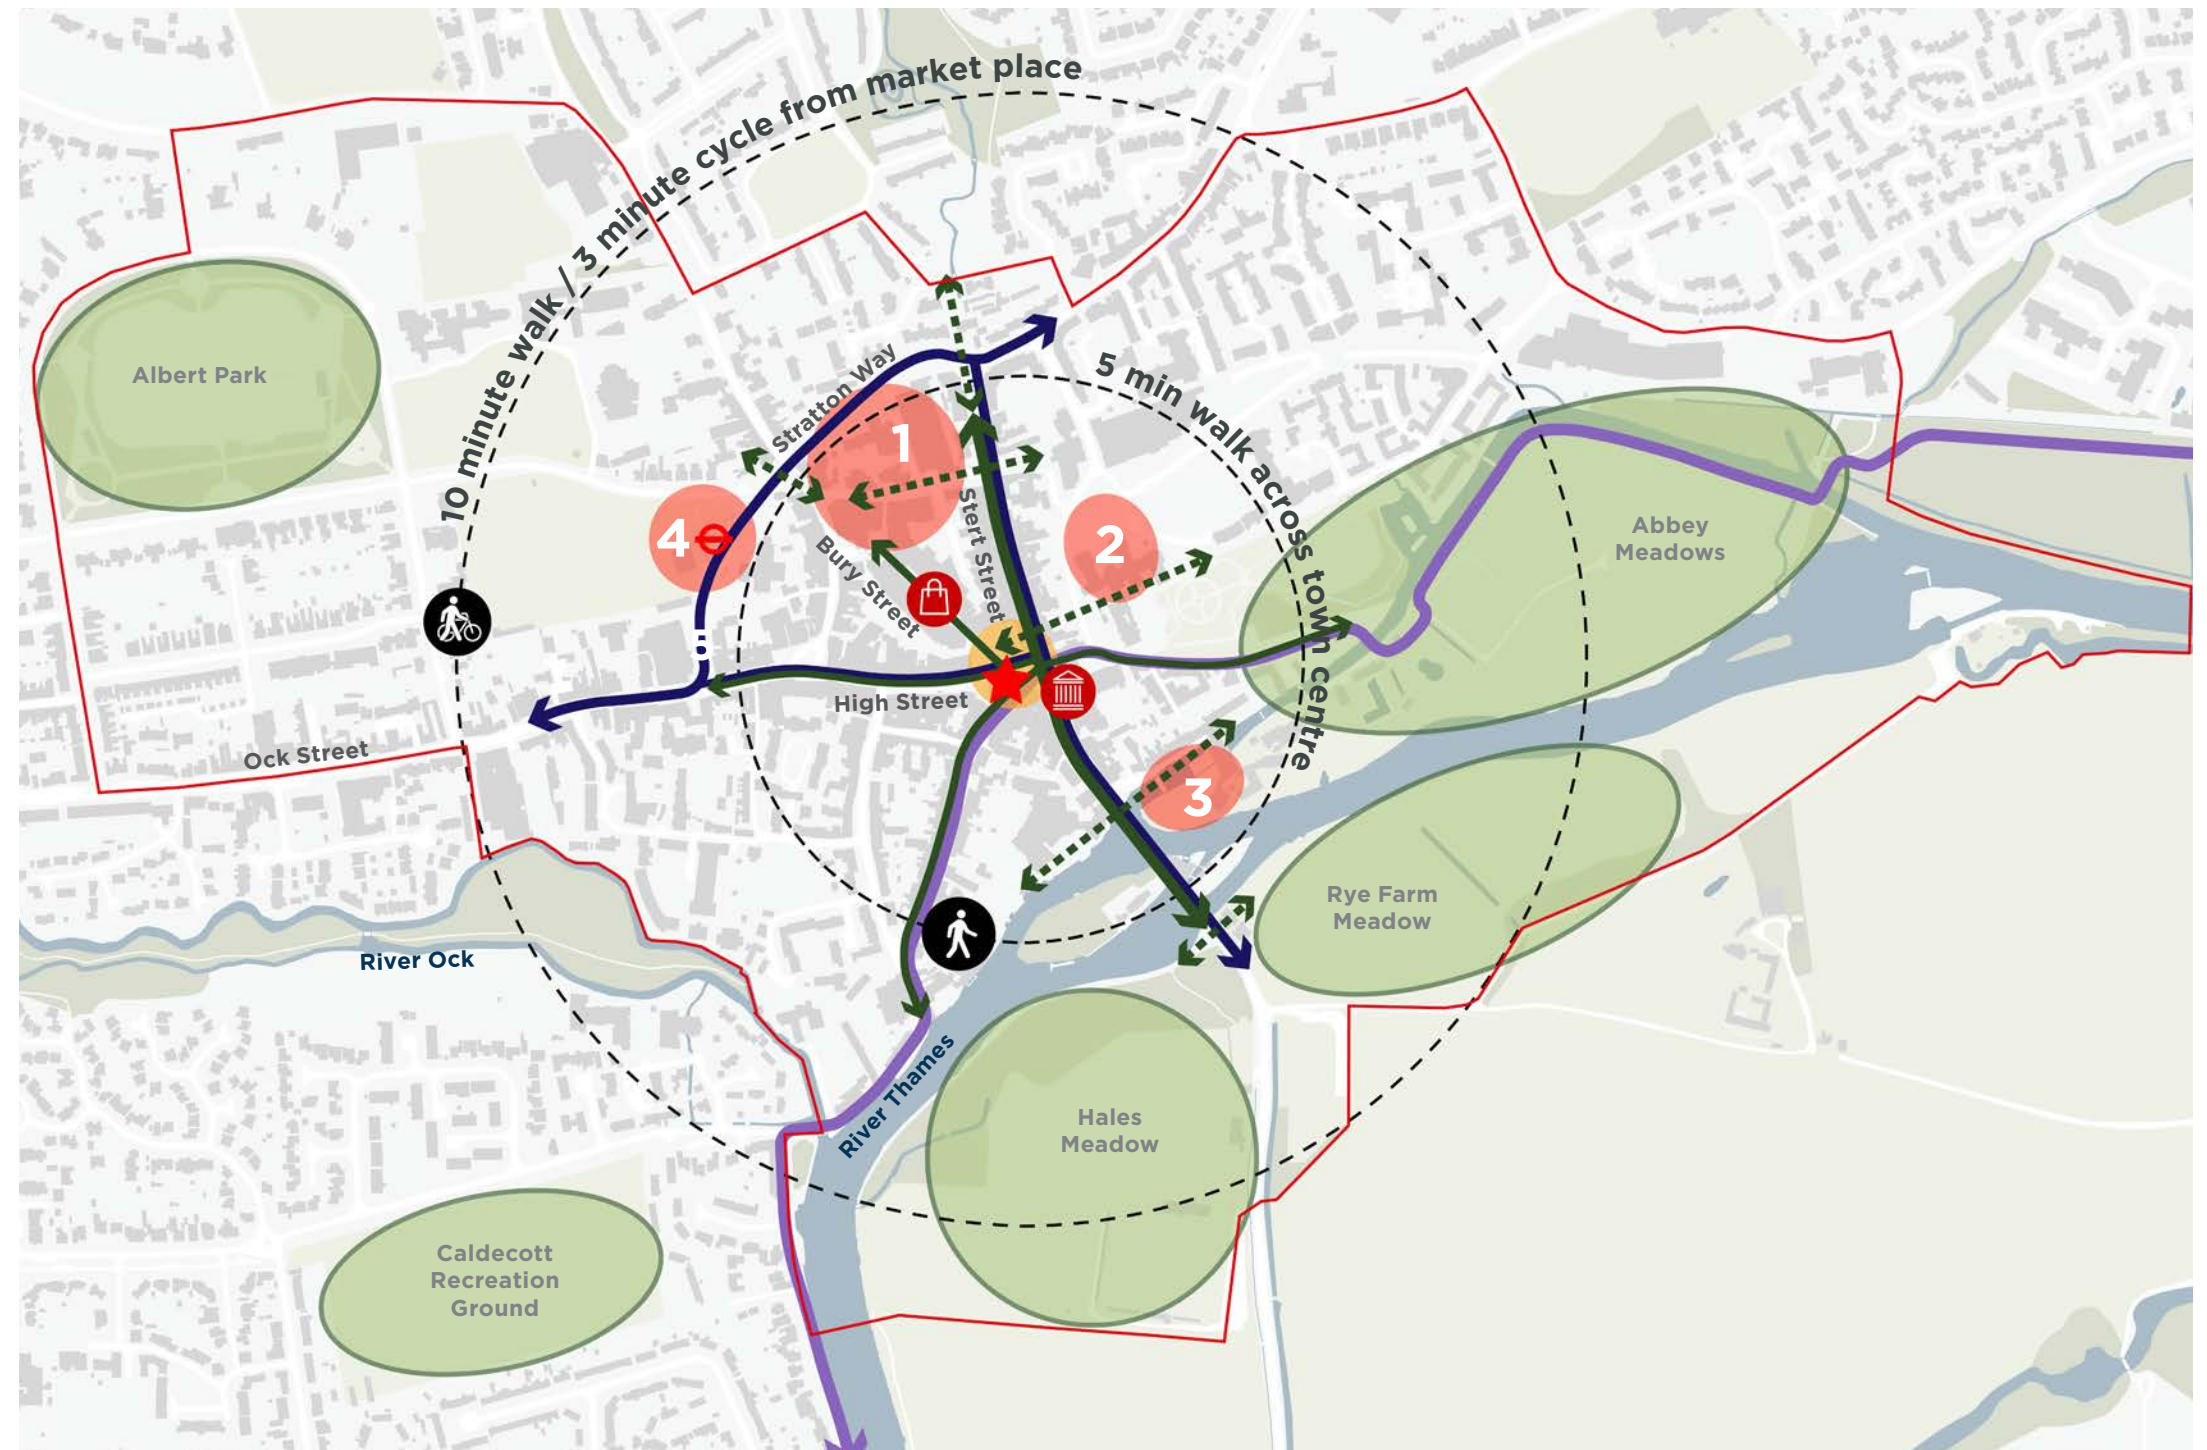 10 minute walk / 3 minute cycle from market place
5 min walk across town centre
Albert Park
Stratton Way
1
Stert Street
4
2
Bury Street
Abbey
Meadows
B
High Street
Ock Street
3
Rye Farm
Meadow
River Ock
River Thames
Hales
Meadow
Caldecott
Recreation
Ground